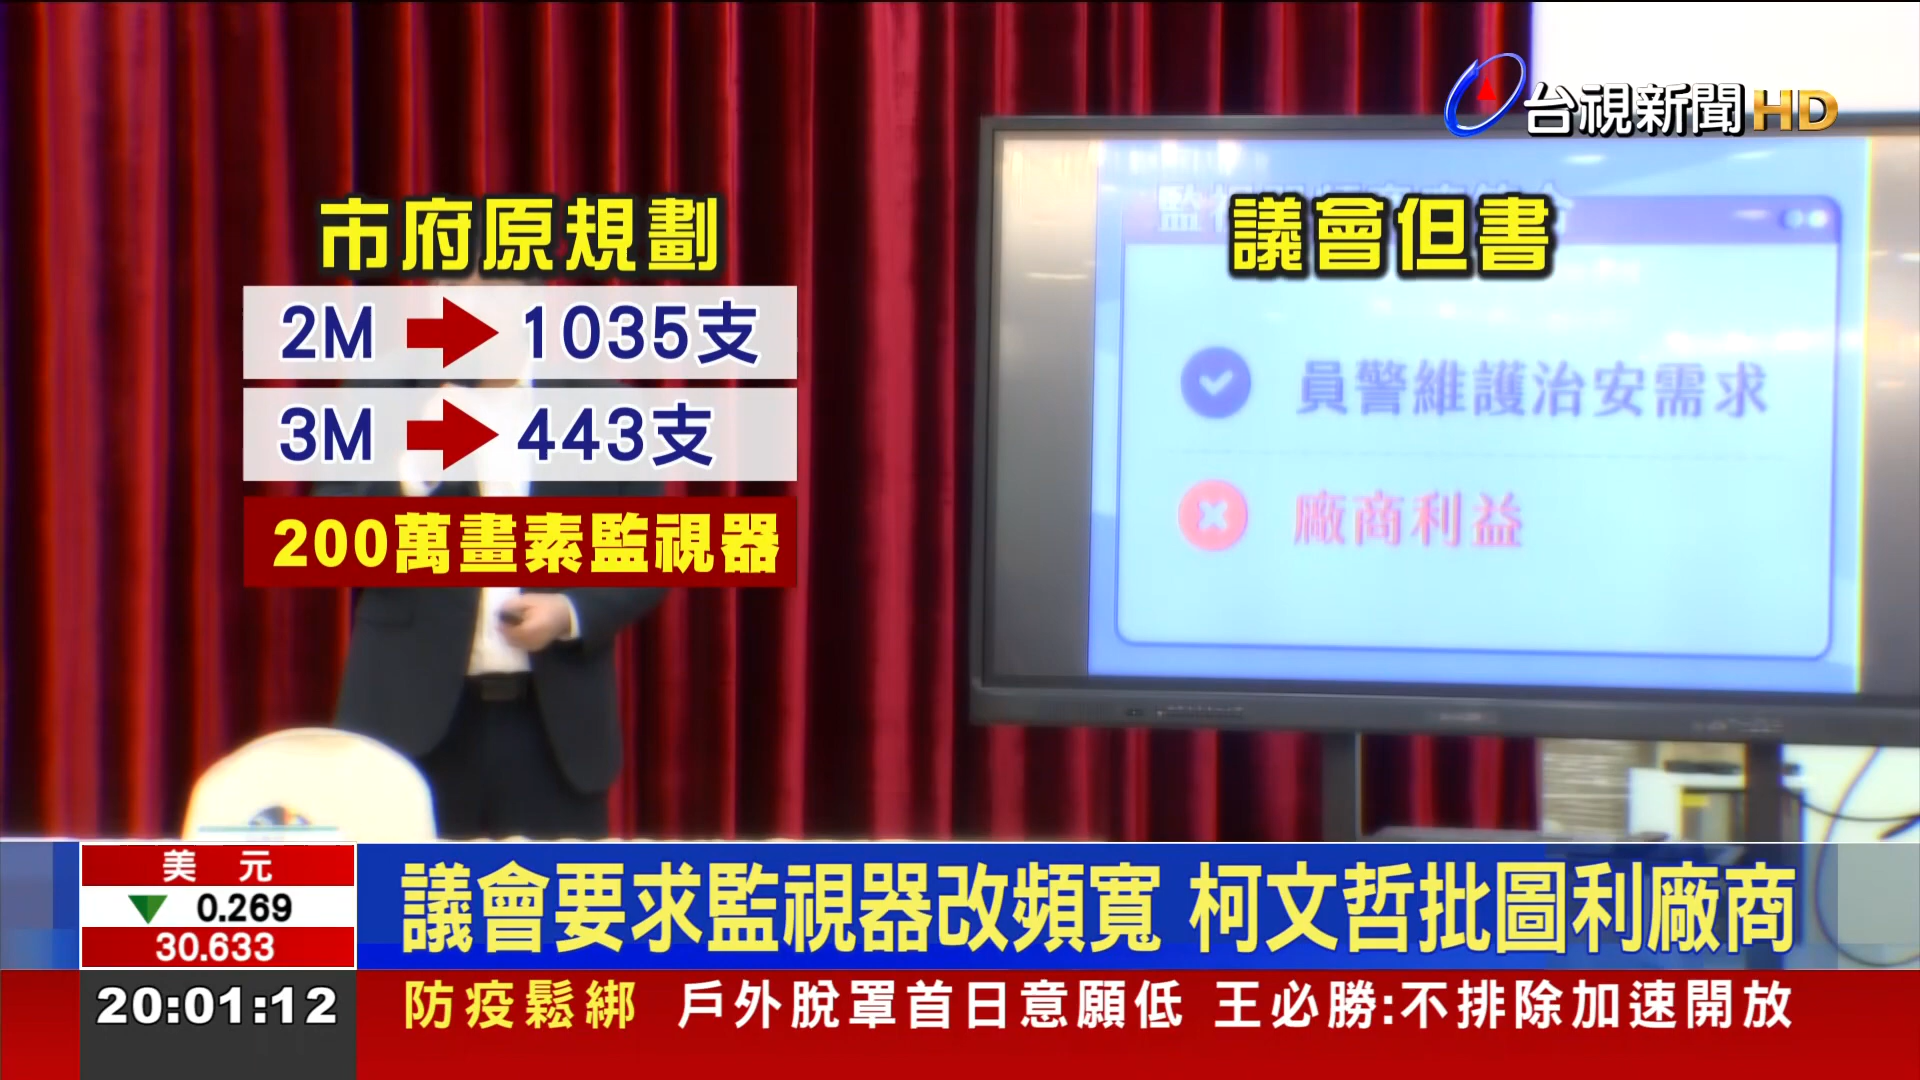 台視新聞HD
市府原規劃
2M 1035支
3M 443支
200萬畫素監視器
議會但書
員警維護治安需求
廠商利益
議會要求監視器改頻寬 柯文哲批圖利廠商
美 元
0.269
30.633
20:01:12
防疫鬆綁 戶外脫罩首日意願低 王必勝:不排除加速開放